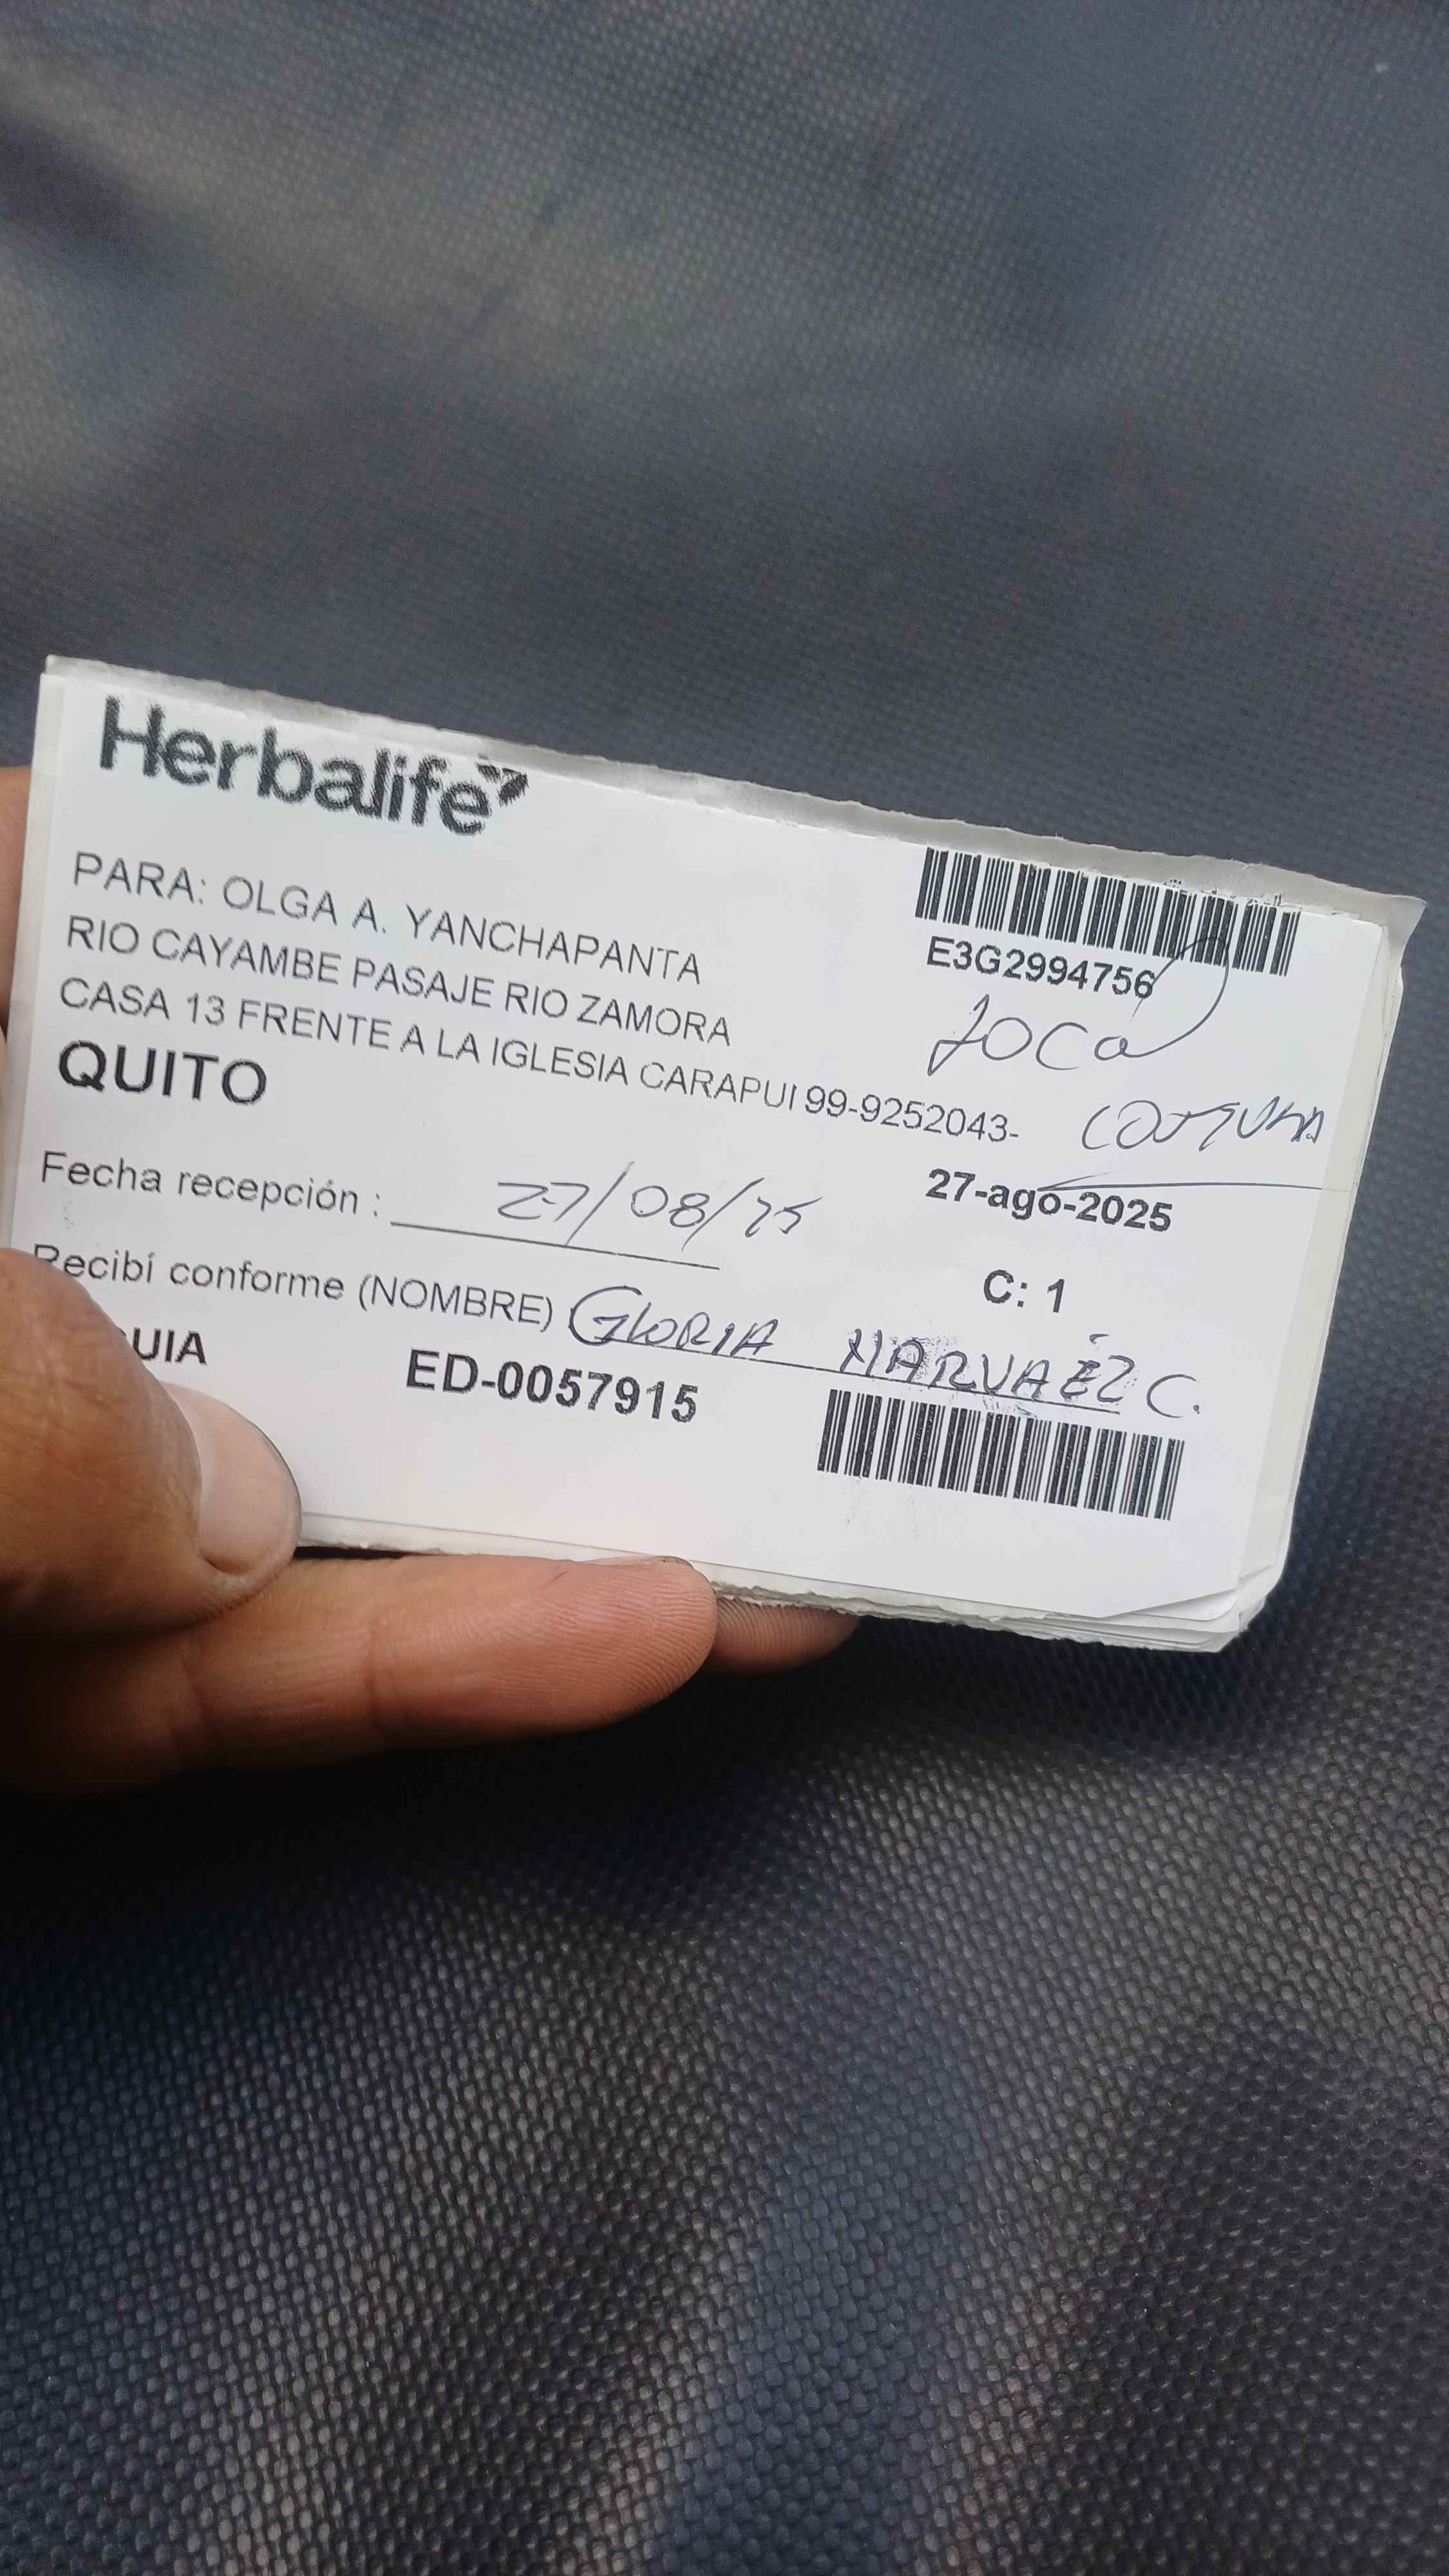 Herbalife
PARA: OLGA A. YANCHAPANTA
RIO CAYAMBE PASAJE RIO ZAMORA
CASA 13 FRENTE A LA IGLESIA CARAPUI 99-9252043-
QUITO
E3G2994756
27-ago-2025
Fecha recepción : 27/08/25
C: 1
Recibí conforme (NOMBRE) GLORIA NARVAÉZ C.
UIA ED-0057915